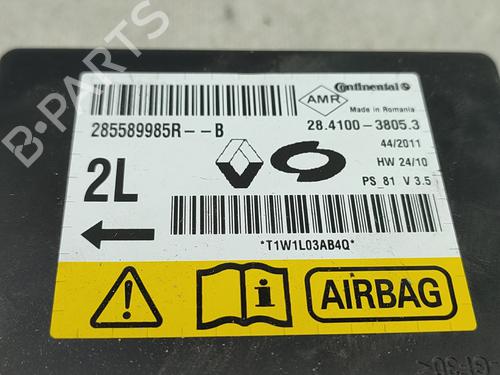 B-PARTS
Continental
AMR
Made in Romania
285589985R--B
28.4100-3805.3
44/2011
HW 24/10
PS_81 V 3.5
2L
*T1W1L03AB4Q*
i
AIRBAG